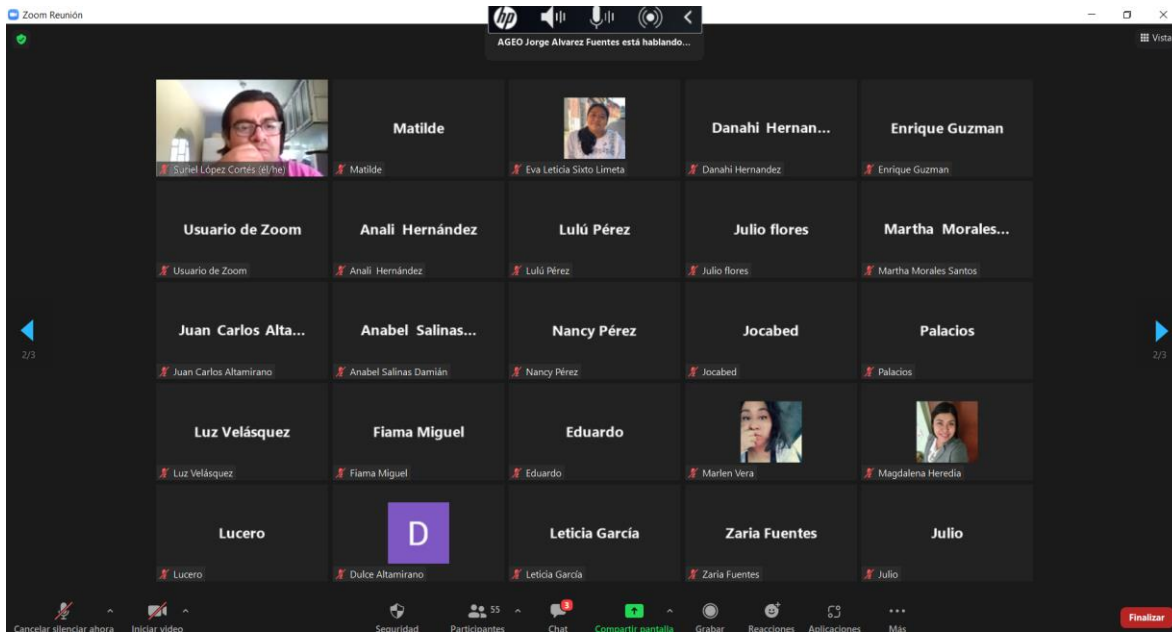 Zoom Reunión
hp
AGEO Jorge Alvarez Fuentes está hablando...
Vista
Suriel López Cortés (él/he)
Matilde
Matilde
Eva Leticia Sixto Limeta
Danahi Hernan...
Danahi Hernandez
Enrique Guzman
Enrique Guzman
Usuario de Zoom
Usuario de Zoom
Anali Hernández
Anali Hernández
Lulú Pérez
Lulú Pérez
Julio flores
Julio flores
Martha Morales...
Martha Morales Santos
Juan Carlos Alta...
Juan Carlos Altamirano
Anabel Salinas...
Anabel Salinas Damián
Nancy Pérez
Nancy Pérez
Jocabed
Jocabed
Palacios
Palacios
2/3
2/3
Luz Velásquez
Luz Velásquez
Fiama Miguel
Fiama Miguel
Eduardo
Eduardo
Marlen Vera
Magdalena Heredia
Lucero
Lucero
D
Dulce Altamirano
Leticia García
Leticia García
Zaria Fuentes
Zaria Fuentes
Julio
Julio
Cancelar silenciar ahora
Iniciar video
Seguridad
55
Participantes
3
Chat
Compartir pantalla
Grabar
Reacciones
Aplicaciones
Más
Finalizar